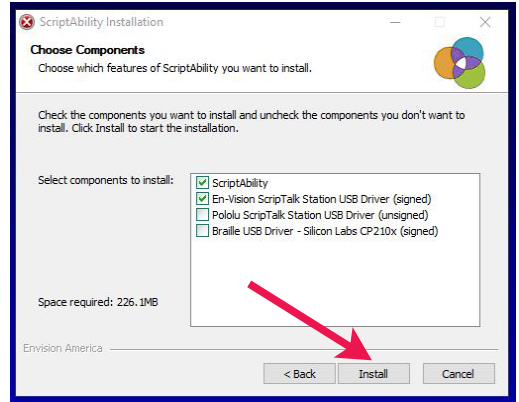 ScriptAbility Installation
Choose Components
Choose which features of ScriptAbility you want to install.
Check the components you want to install and uncheck the components you don't want to
install. Click Install to start the installation.
Select components to install:
ScriptAbility
En-Vision ScripTalk Station USB Driver (signed)
Pololu ScripTalk Station USB Driver (unsigned)
Braille USB Driver - Silicon Labs CP210x (signed)
Space required: 226.1MB
Envision America
< Back
Install
Cancel